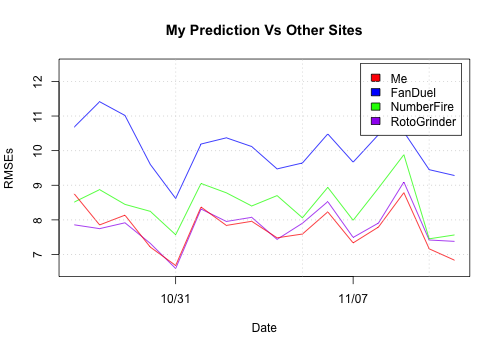 My Prediction Vs Other Sites
Me
FanDuel
NumberFire
RotoGrinder
RMSEs
12
11
10
9
8
7
10/31
11/07
Date